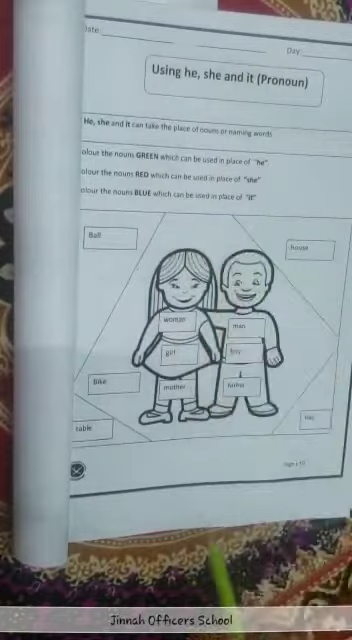 Date:
Day:
Using he, she and it (Pronoun)
He, she and it can take the place of nouns or naming words
olour the nouns GREEN which can be used in place of "he".
olour the nouns RED which can be used in place of "she"
olour the nouns BLUE which can be used in place of "it"
Ball
house
woman
man
girl
boy
Bike
mother
father
table
Jinnah Officers School